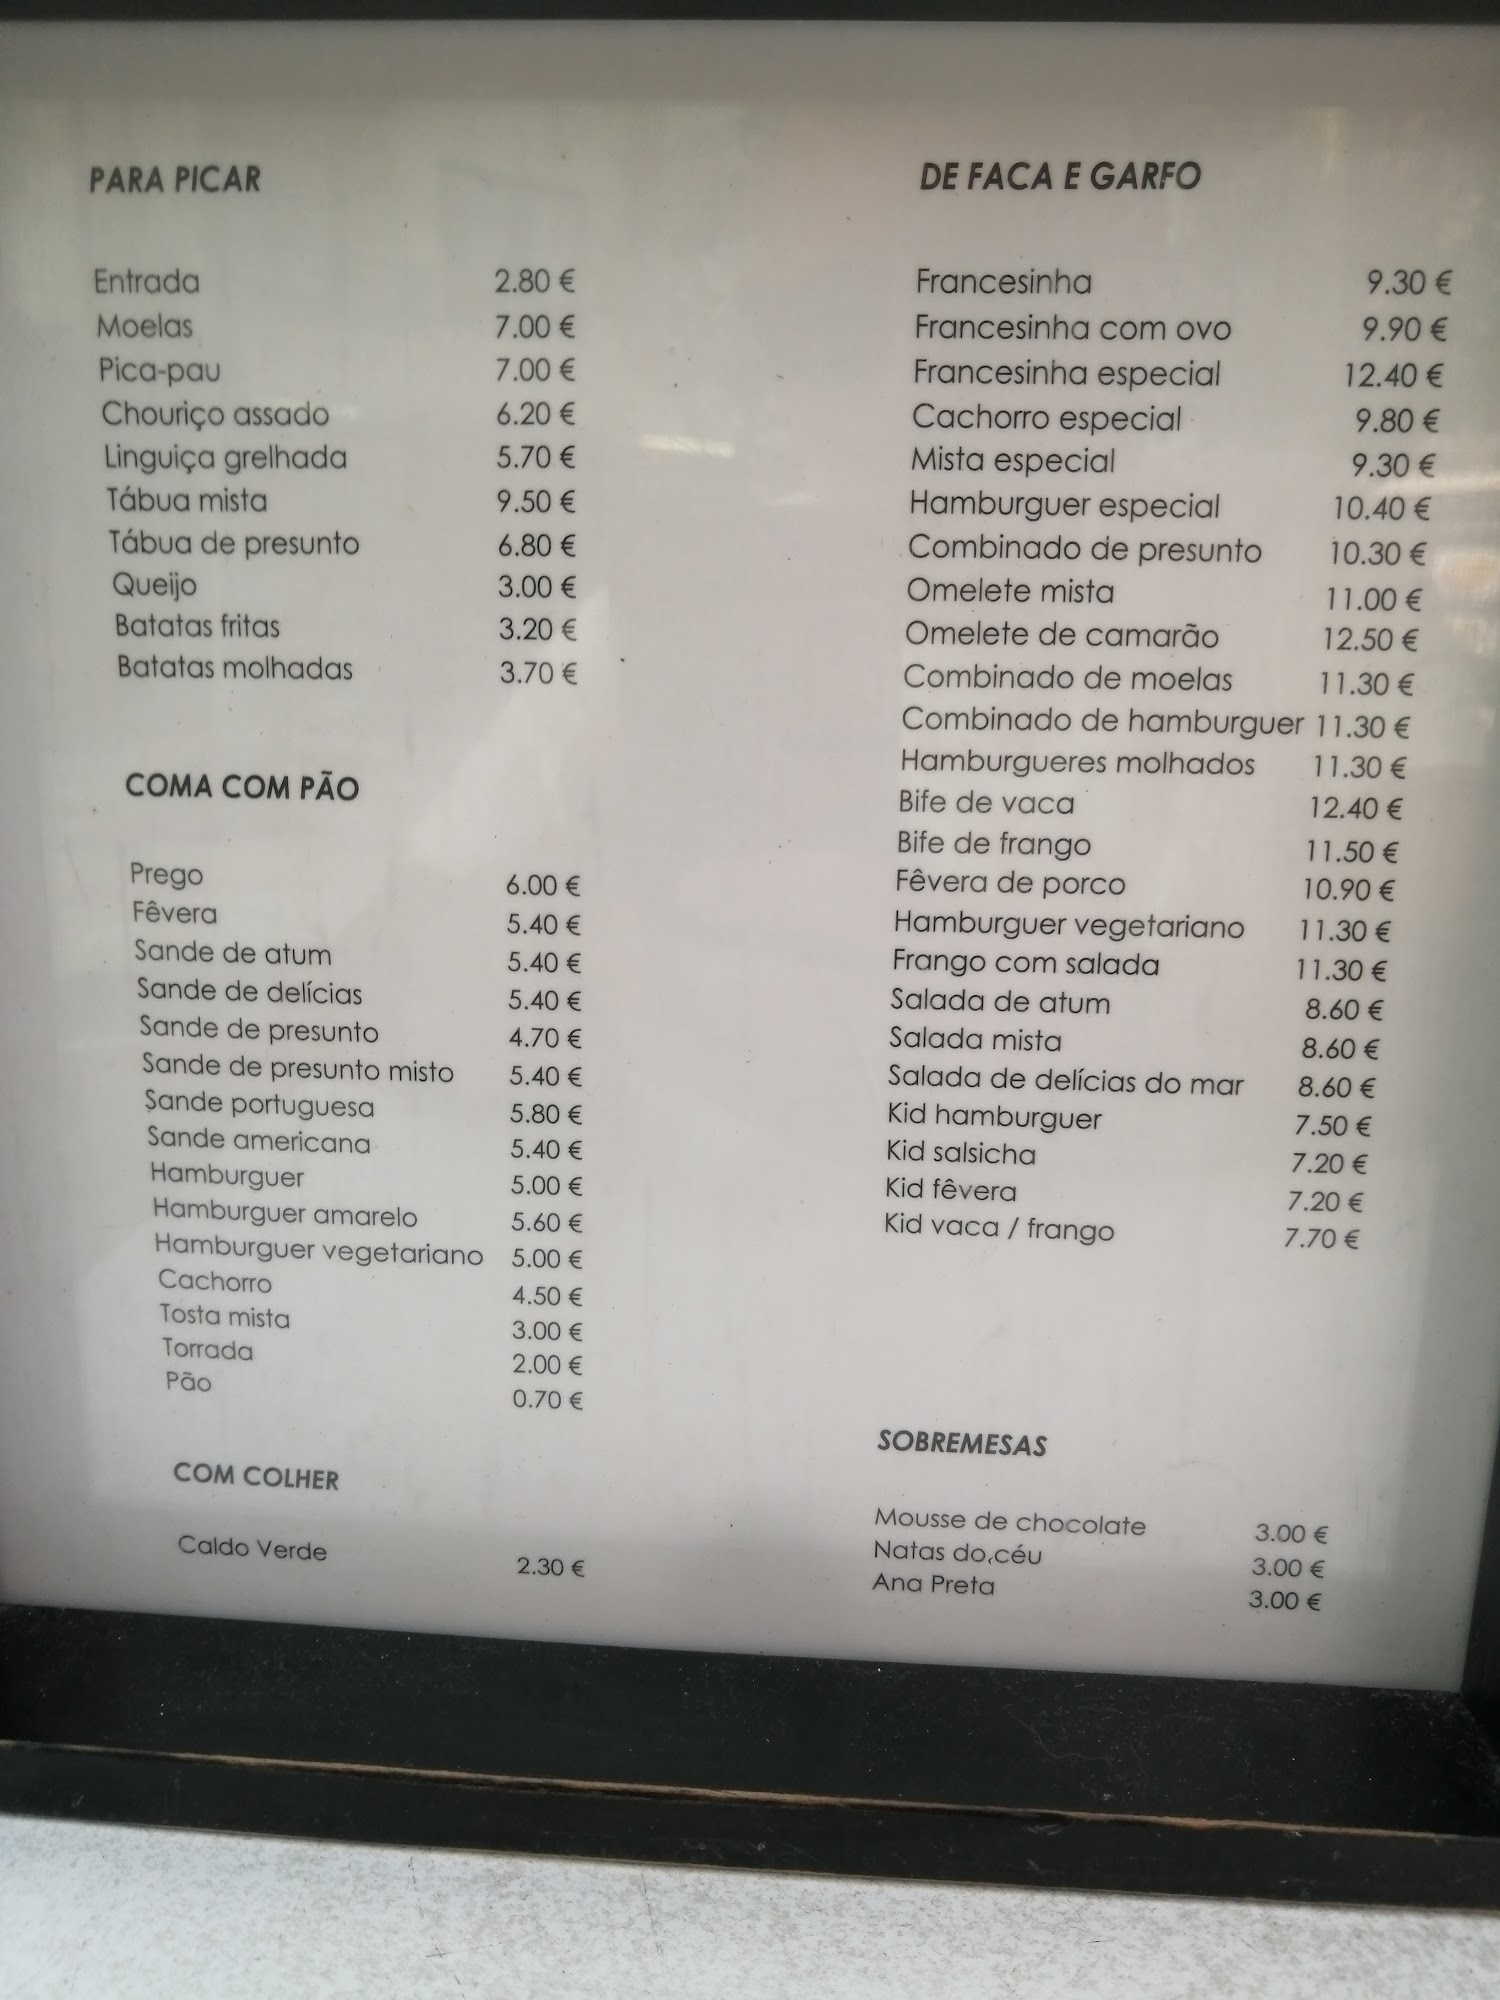 PARA PICAR
Entrada 2.80 €
Moelas 7.00 €
Pica-pau 7.00 €
Chouriço assado 6.20 €
Linguiça grelhada 5.70 €
Tábua mista 9.50 €
Tábua de presunto 6.80 €
Queijo 3.00 €
Batatas fritas 3.20 €
Batatas molhadas 3.70 €
COMA COM PÃO
Prego 6.00 €
Fêvera 5.40 €
Sande de atum 5.40 €
Sande de delícias 5.40 €
Sande de presunto 4.70 €
Sande de presunto misto 5.40 €
Sande portuguesa 5.80 €
Sande americana 5.40 €
Hamburguer 5.00 €
Hamburguer amarelo 5.60 €
Hamburguer vegetariano 5.00 €
Cachorro 4.50 €
Tosta mista 3.00 €
Torrada 2.00 €
Pão 0.70 €
COM COLHER
Caldo Verde 2.30 €
DE FACA E GARFO
Francesinha 9.30 €
Francesinha com ovo 9.90 €
Francesinha especial 12.40 €
Cachorro especial 9.80 €
Mista especial 9.30 €
Hamburguer especial 10.40 €
Combinado de presunto 10.30 €
Omelete mista 11.00 €
Omelete de camarão 12.50 €
Combinado de moelas 11.30 €
Combinado de hamburguer 11.30 €
Hamburgueres molhados 11.30 €
Bife de vaca 12.40 €
Bife de frango 11.50 €
Fêvera de porco 10.90 €
Hamburguer vegetariano 11.30 €
Frango com salada 11.30 €
Salada de atum 8.60 €
Salada mista 8.60 €
Salada de delícias do mar 8.60 €
Kid hamburguer 7.50 €
Kid salsicha 7.20 €
Kid fêvera 7.20 €
Kid vaca / frango 7.70 €
SOBREMESAS
Mousse de chocolate 3.00 €
Natas do céu 3.00 €
Ana Preta 3.00 €